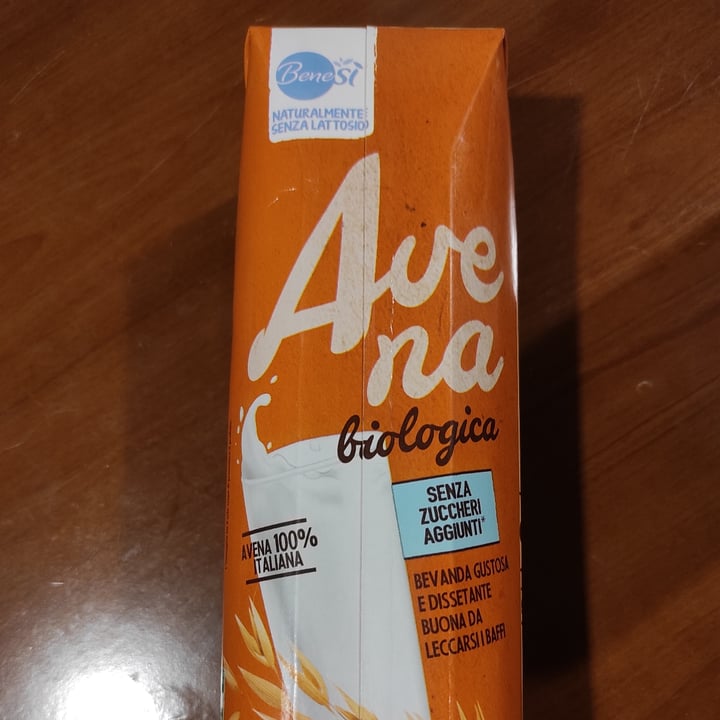 BeneSì
NATURALMENTE
SENZA LATTOSIO
Ave
na
biologica
SENZA
ZUCCHERI
AGGIUNTI*
AVENA 100%
ITALIANA
BEVANDA GUSTOSA
E DISSETANTE
BUONA DA
LECCARSI I BAFFI